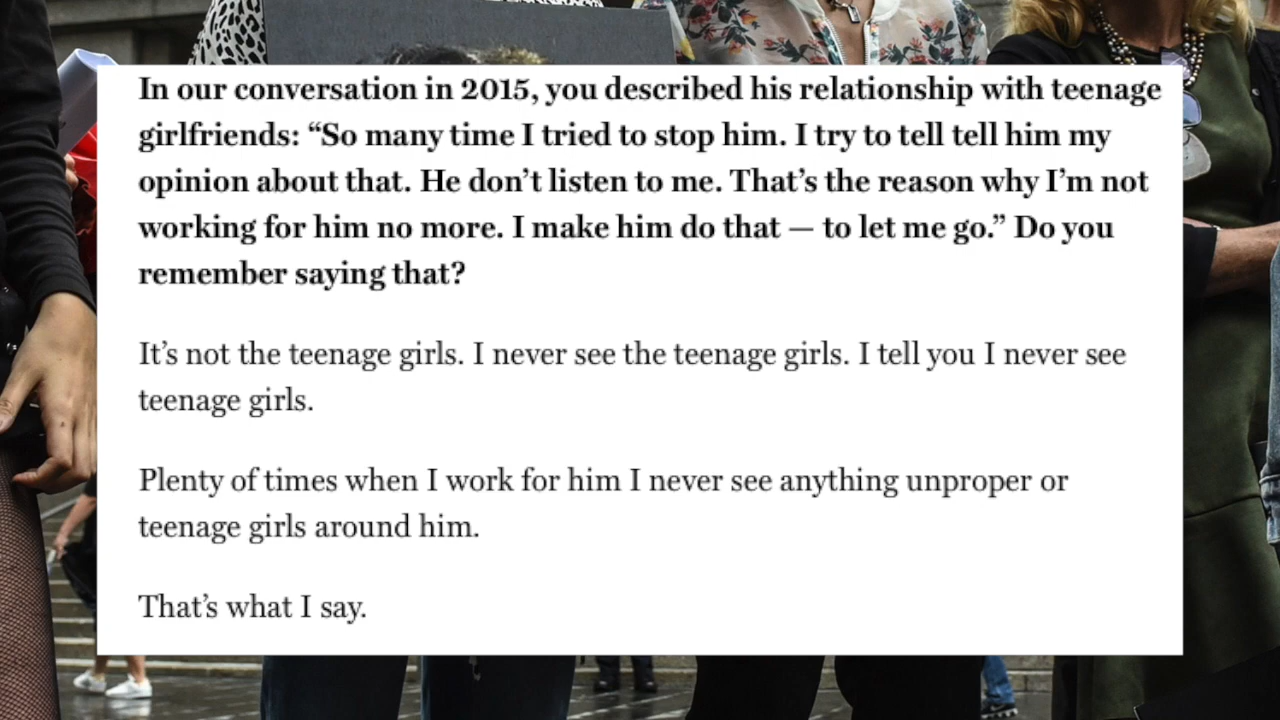 In our conversation in 2015, you described his relationship with teenage
girlfriends: “So many time I tried to stop him. I try to tell tell him my
opinion about that. He don’t listen to me. That’s the reason why I’m not
working for him no more. I make him do that — to let me go.” Do you
remember saying that?
It’s not the teenage girls. I never see the teenage girls. I tell you I never see
teenage girls.
Plenty of times when I work for him I never see anything unproper or
teenage girls around him.
That’s what I say.